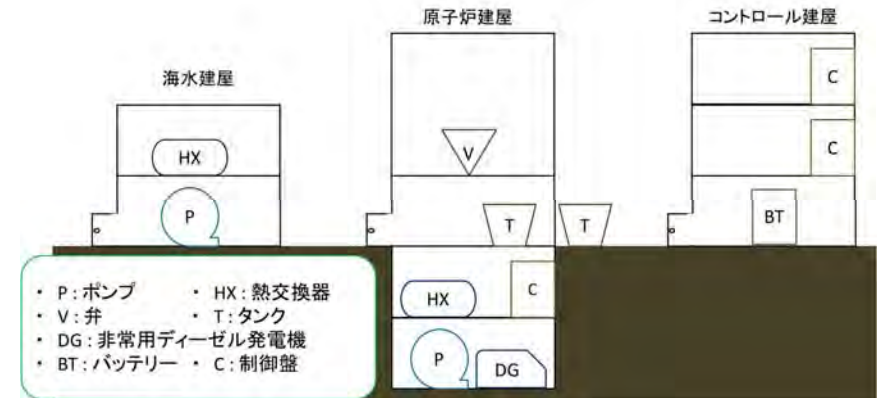 原子炉建屋
コントロール建屋
海水建屋
C
HX
V
C
P
T
T
BT
HX
C
P
DG
・ P : ポンプ ・ HX : 熱交換器
・ V : 弁 ・ T : タンク
・ DG : 非常用ディーゼル発電機
・ BT : バッテリー ・ C : 制御盤